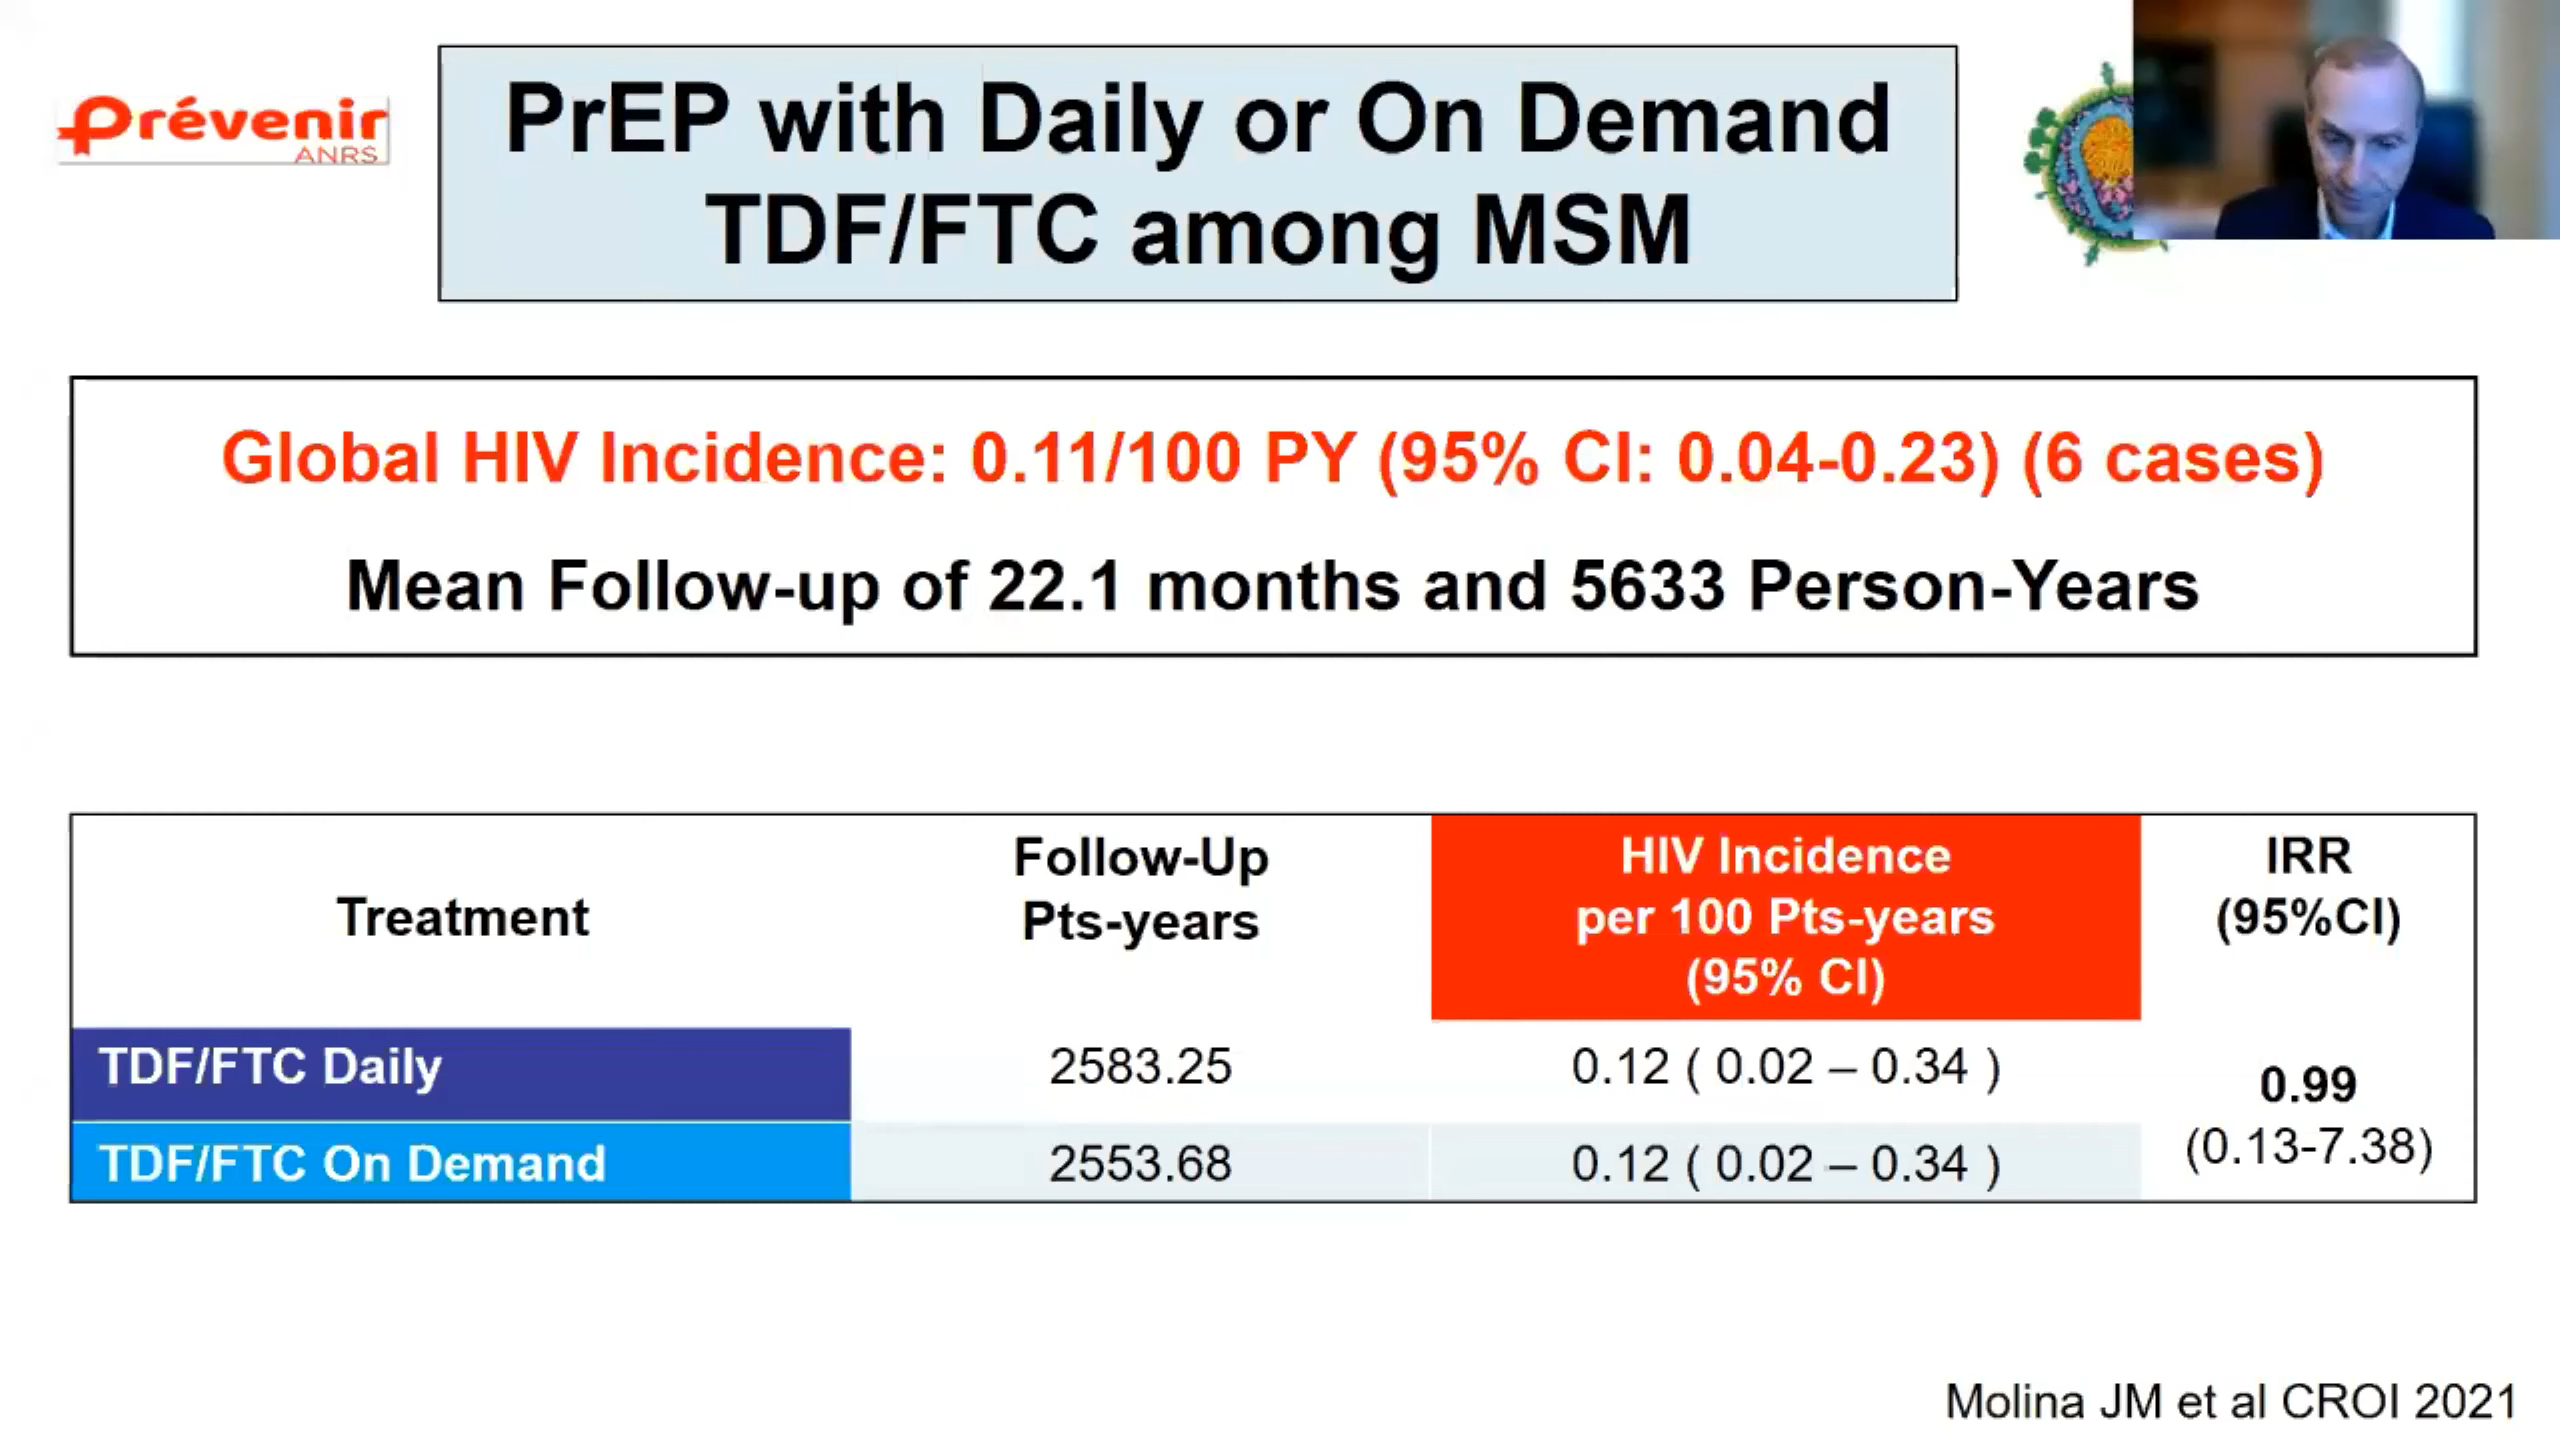 Prévenir
ANRS
PrEP with Daily or On Demand
TDF/FTC among MSM
Global HIV Incidence: 0.11/100 PY (95% CI: 0.04-0.23) (6 cases)
Mean Follow-up of 22.1 months and 5633 Person-Years
Treatment
Follow-Up
Pts-years
HIV Incidence
per 100 Pts-years
(95% CI)
IRR
(95%CI)
TDF/FTC Daily
2583.25
0.12 ( 0.02 – 0.34 )
TDF/FTC On Demand
2553.68
0.12 ( 0.02 – 0.34 )
0.99
(0.13-7.38)
Molina JM et al CROI 2021